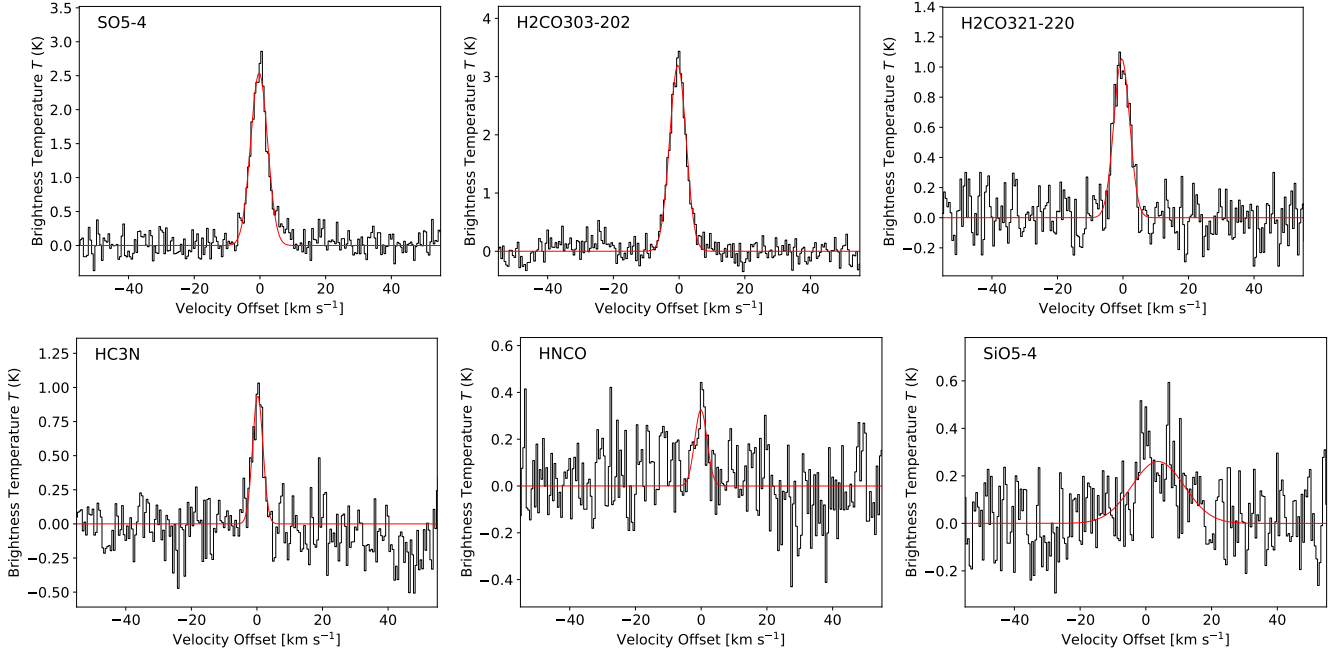 SO5-4
Brightness Temperature T (K)
3.5
3.0
2.5
2.0
1.5
1.0
0.5
0.0
−40 −20 0 20 40
Velocity Offset [km s⁻¹]
H2CO303-202
Brightness Temperature T (K)
4
3
2
1
0
−40 −20 0 20 40
Velocity Offset [km s⁻¹]
H2CO321-220
Brightness Temperature T (K)
1.4
1.2
1.0
0.8
0.6
0.4
0.2
0.0
−0.2
−40 −20 0 20 40
Velocity Offset [km s⁻¹]
HC3N
Brightness Temperature T (K)
1.25
1.00
0.75
0.50
0.25
0.00
−0.25
−0.50
−40 −20 0 20 40
Velocity Offset [km s⁻¹]
HNCO
Brightness Temperature T (K)
0.6
0.4
0.2
0.0
−0.2
−0.4
−40 −20 0 20 40
Velocity Offset [km s⁻¹]
SiO5-4
Brightness Temperature T (K)
0.6
0.4
0.2
0.0
−0.2
−40 −20 0 20 40
Velocity Offset [km s⁻¹]